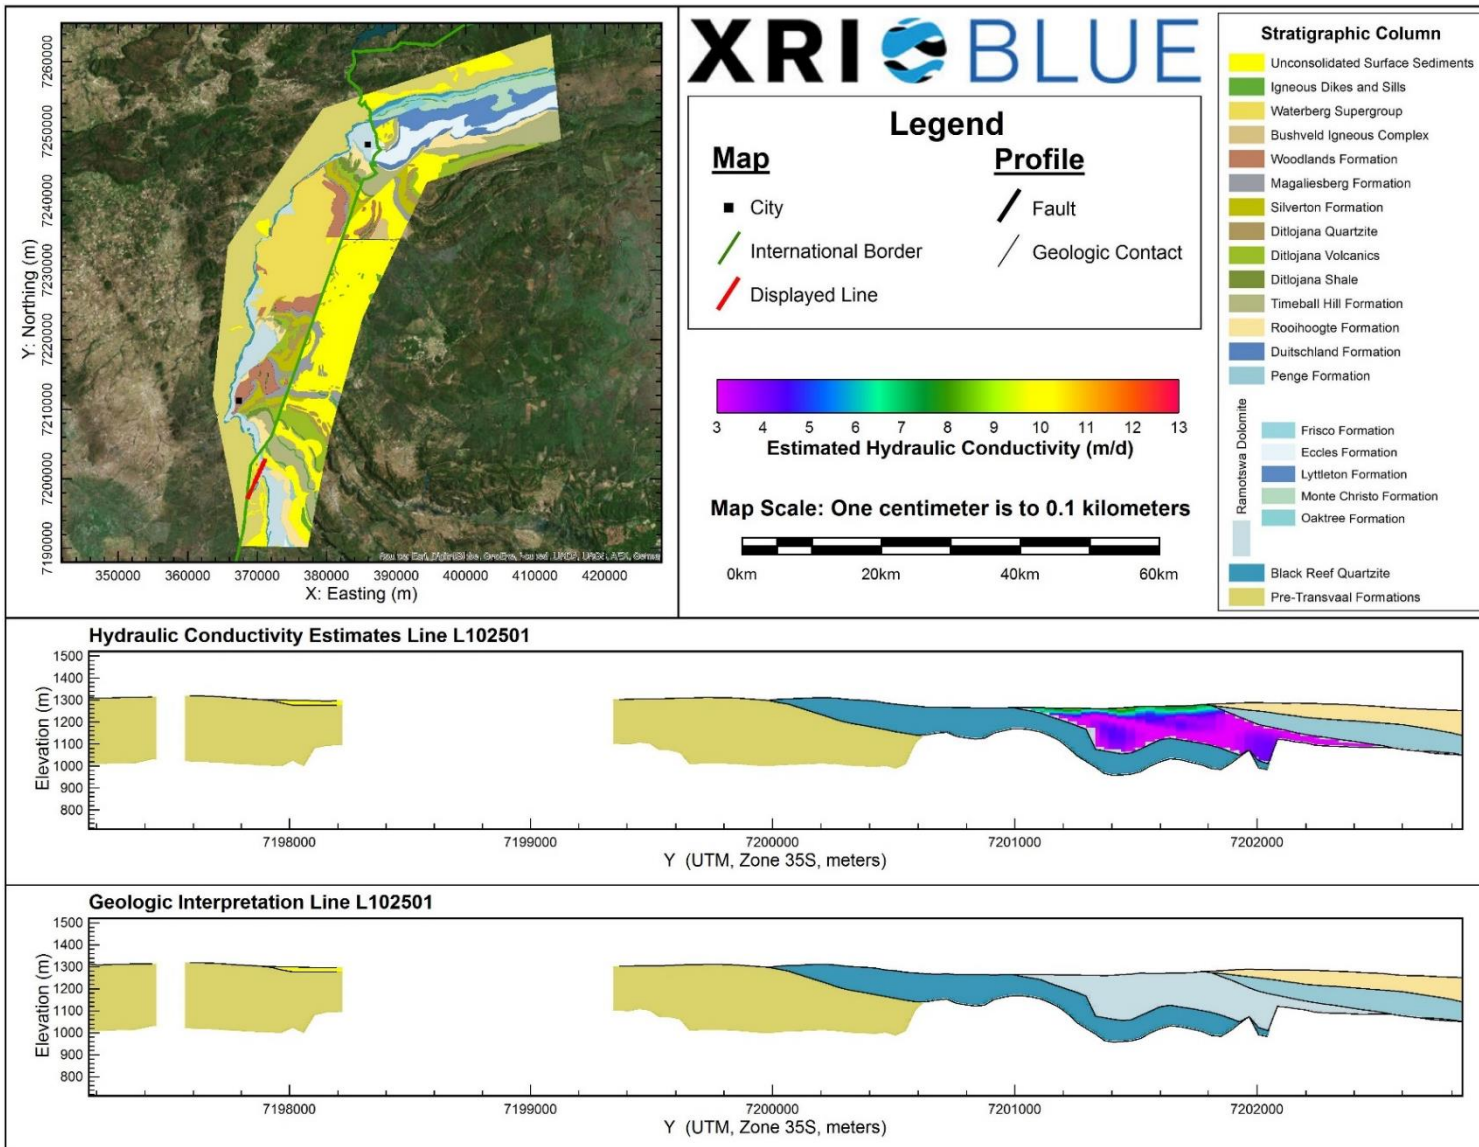 XRI BLUE
Legend
Map
City
International Border
Displayed Line
Profile
Fault
Geologic Contact
3 4 5 6 7 8 9 10 11 12 13
Estimated Hydraulic Conductivity (m/d)
Map Scale: One centimeter is to 0.1 kilometers
0km 20km 40km 60km
Stratigraphic Column
Unconsolidated Surface Sediments
Igneous Dikes and Sills
Waterberg Supergroup
Bushveld Igneous Complex
Woodlands Formation
Magaliesberg Formation
Silverton Formation
Ditlojana Quartzite
Ditlojana Volcanics
Ditlojana Shale
Timeball Hill Formation
Rooihoogte Formation
Duitschland Formation
Penge Formation
Ramotswa Dolomite
Frisco Formation
Eccles Formation
Lyttleton Formation
Monte Christo Formation
Oaktree Formation
Black Reef Quartzite
Pre-Transvaal Formations
Y: Northing (m)
7260000
7250000
7240000
7230000
7220000
7210000
7200000
7190000
350000 360000 370000 380000 390000 400000 410000 420000
X: Easting (m)
Hydraulic Conductivity Estimates Line L102501
Elevation (m)
1500
1400
1300
1200
1100
1000
900
800
7198000 7199000 7200000 7201000 7202000
Y (UTM, Zone 35S, meters)
Geologic Interpretation Line L102501
Elevation (m)
1500
1400
1300
1200
1100
1000
900
800
7198000 7199000 7200000 7201000 7202000
Y (UTM, Zone 35S, meters)